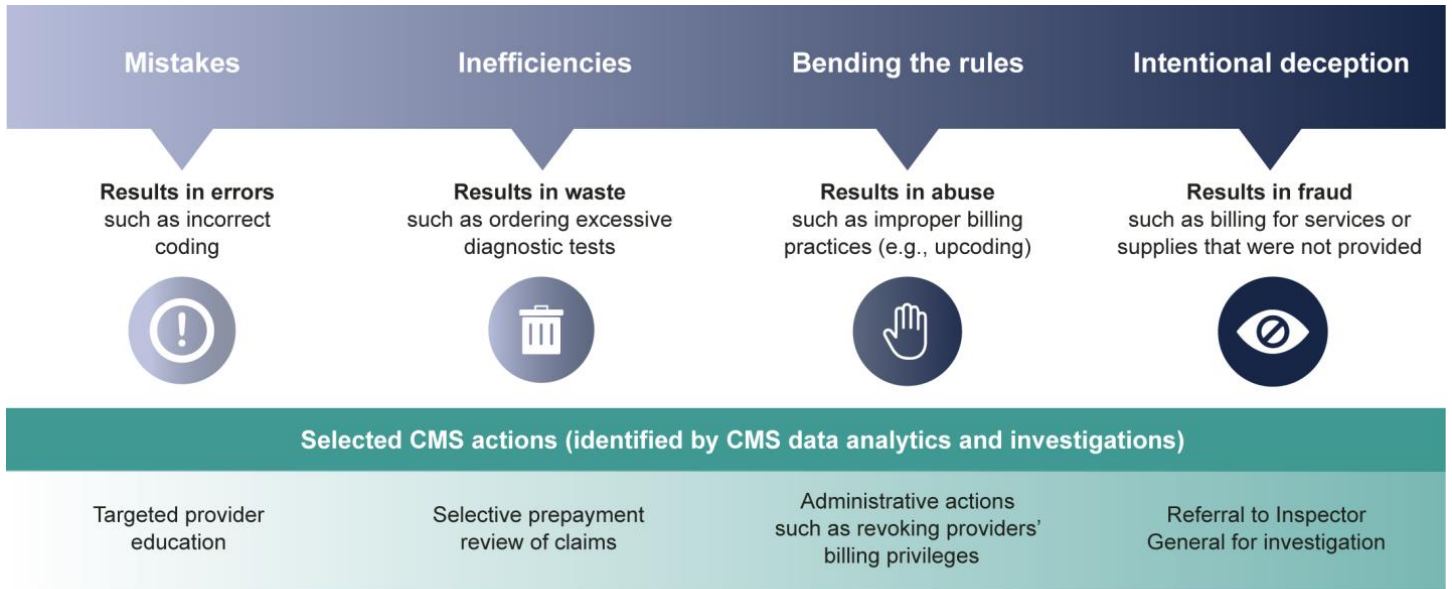 Mistakes
Inefficiencies
Bending the rules
Intentional deception
Results in errors
such as incorrect
coding
Results in waste
such as ordering excessive
diagnostic tests
Results in abuse
such as improper billing
practices (e.g., upcoding)
Results in fraud
such as billing for services or
supplies that were not provided
Selected CMS actions (identified by CMS data analytics and investigations)
Targeted provider
education
Selective prepayment
review of claims
Administrative actions
such as revoking providers’
billing privileges
Referral to Inspector
General for investigation